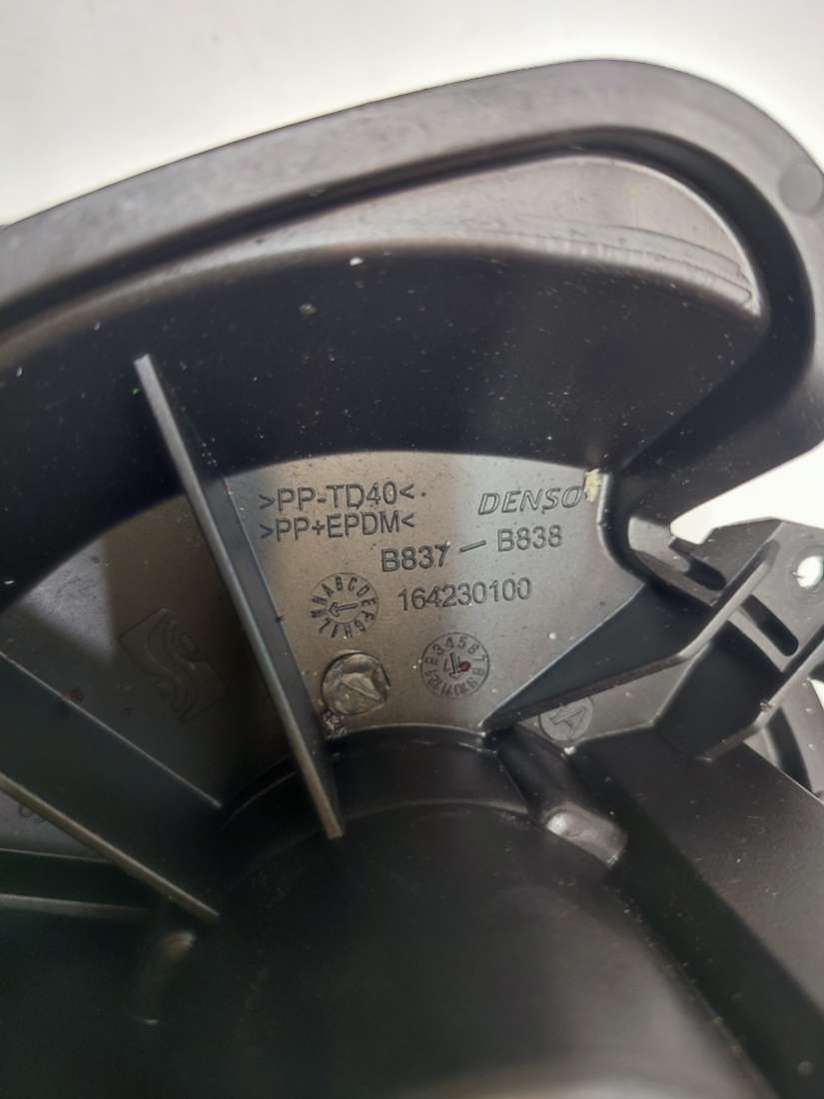 >PP-TD40<.
>PP+EPDM<
DENSO
B837 — B838
164230100